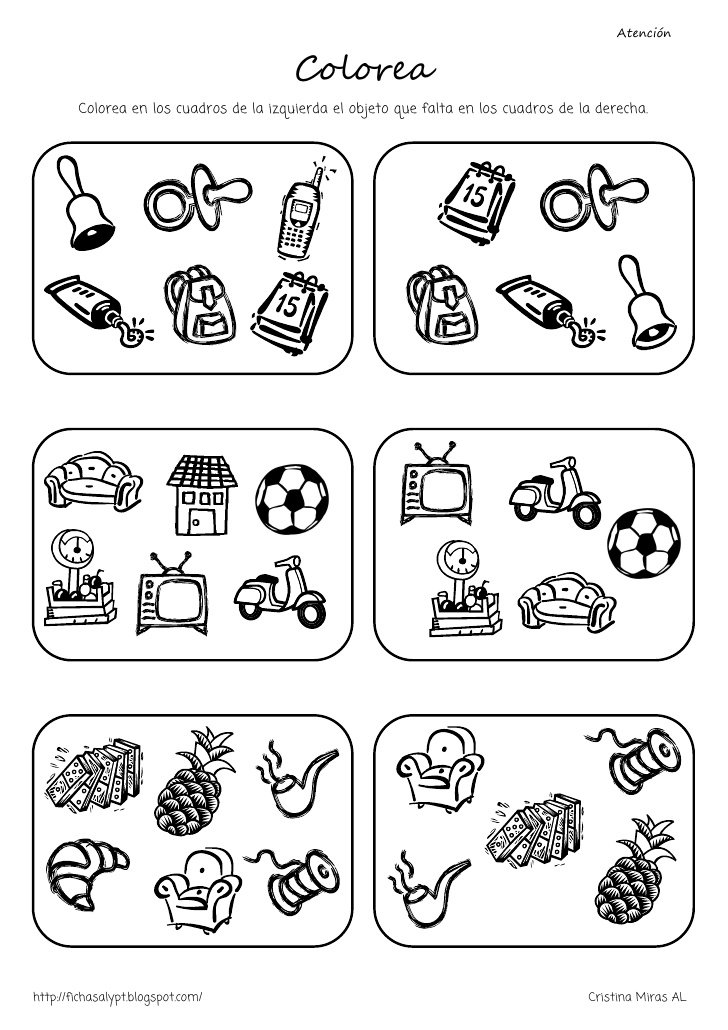 Atención
Colorea
Colorea en los cuadros de la izquierda el objeto que falta en los cuadros de la derecha.
15
15
http://fichasalypt.blogspot.com/
Cristina Miras AL